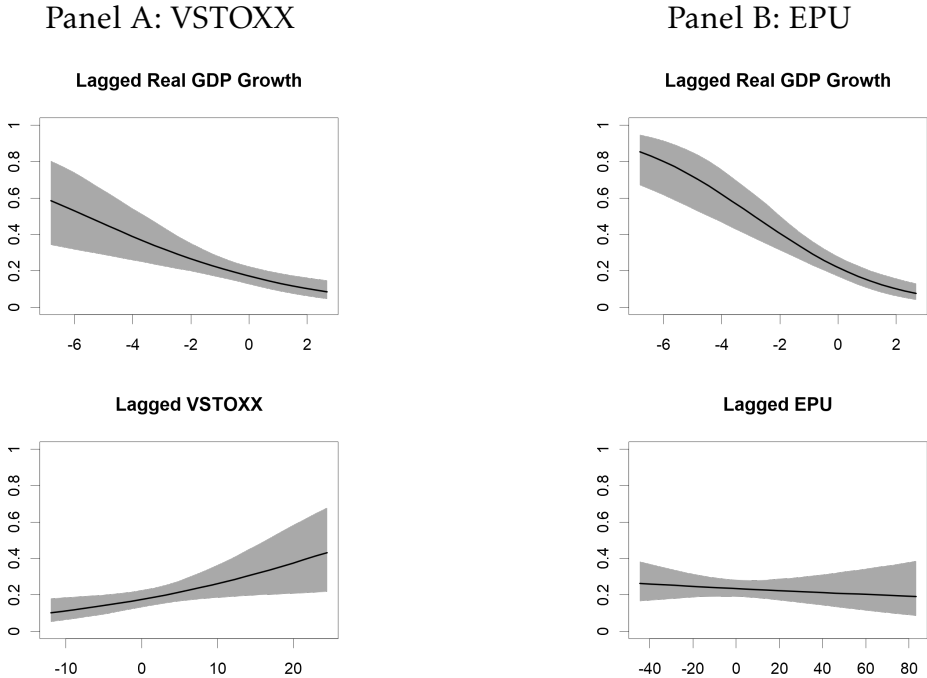 Panel A: VSTOXX
Panel B: EPU
Lagged Real GDP Growth
Lagged Real GDP Growth
1
0.8
0.6
0.4
0.2
0
-6 -4 -2 0 2
1
0.8
0.6
0.4
0.2
0
-6 -4 -2 0 2
Lagged VSTOXX
Lagged EPU
1
0.8
0.6
0.4
0.2
0
-10 0 10 20
1
0.8
0.6
0.4
0.2
0
-40 -20 0 20 40 60 80